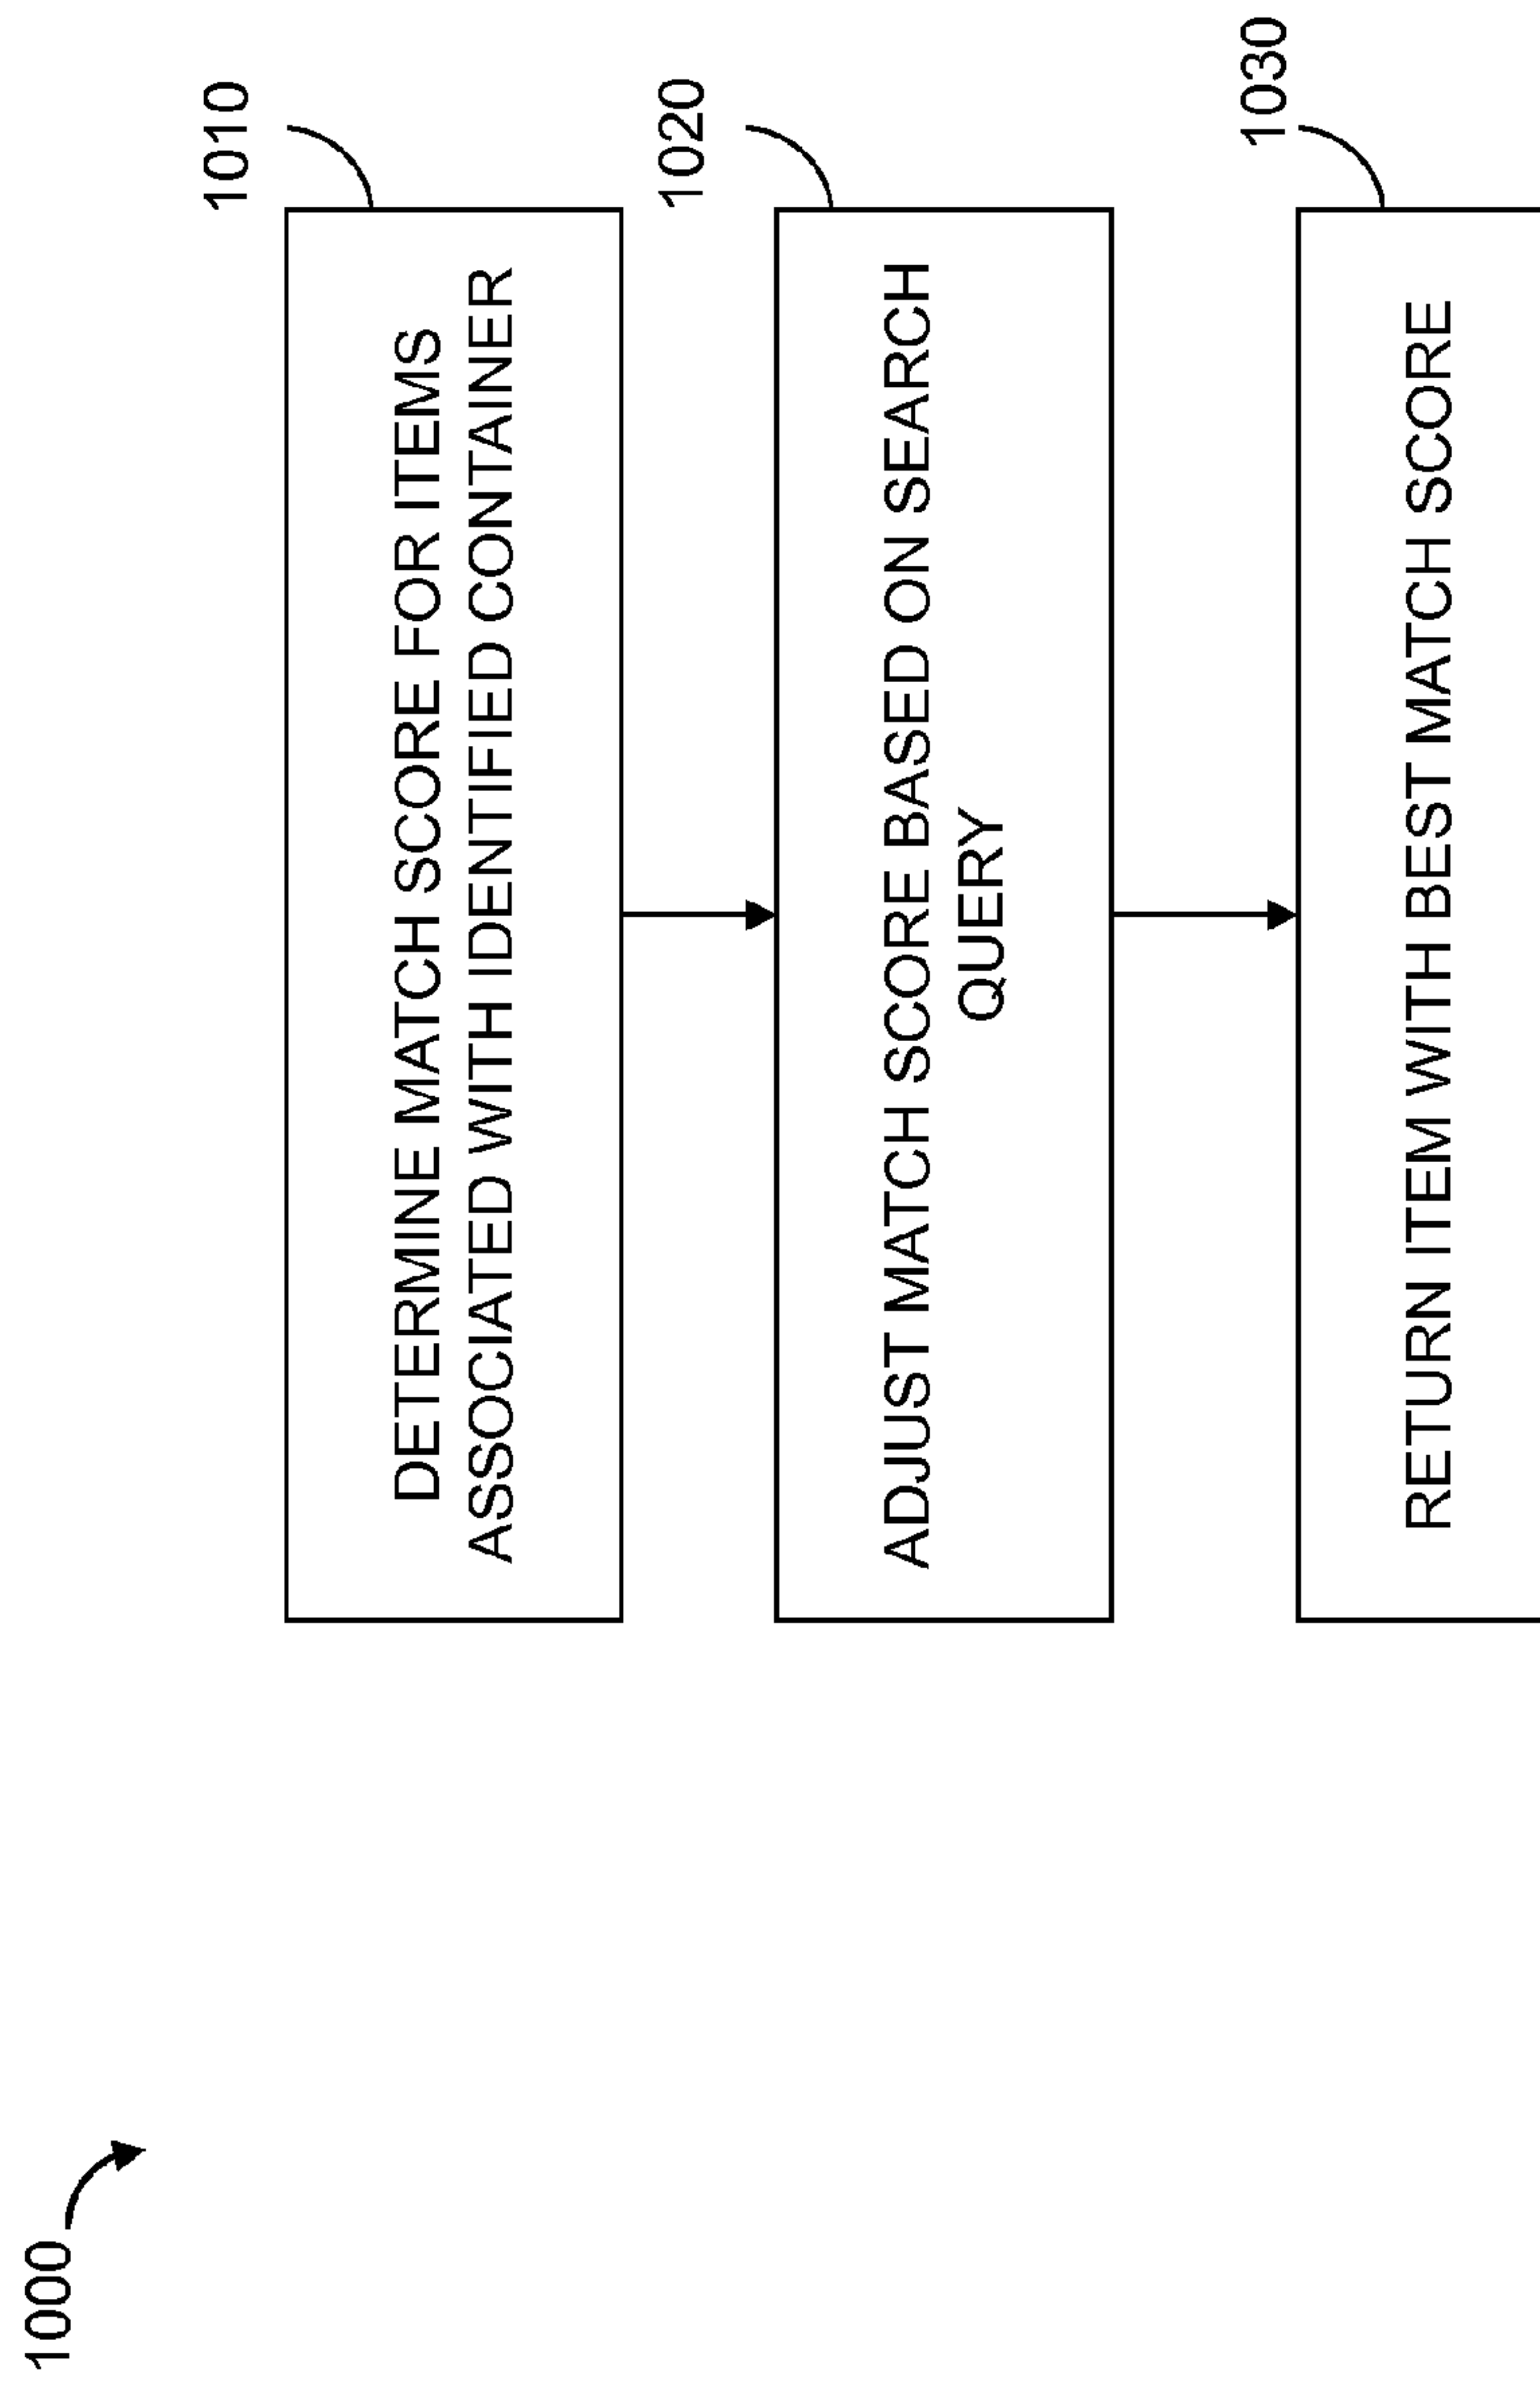 1000
1010
DETERMINE MATCH SCORE FOR ITEMS
ASSOCIATED WITH IDENTIFIED CONTAINER
1020
ADJUST MATCH SCORE BASED ON SEARCH
QUERY
1030
RETURN ITEM WITH BEST MATCH SCORE